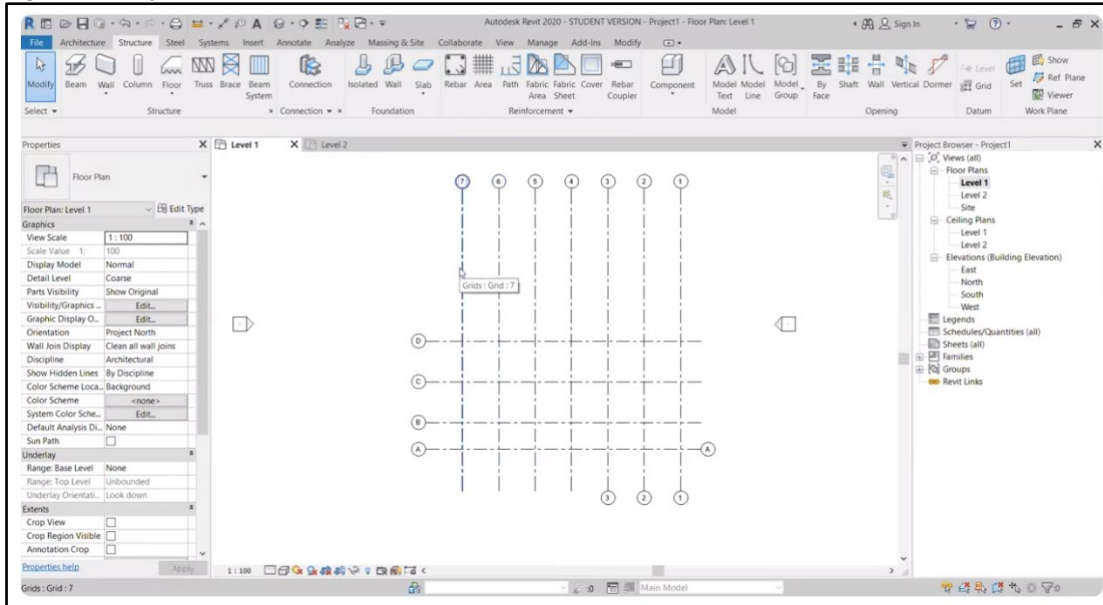 Autodesk Revit 2020 - STUDENT VERSION - Project1 - Floor Plan: Level 1
Sign In
File Architecture Structure Steel Systems Insert Annotate Analyze Massing & Site Collaborate View Manage Add-Ins Modify
Modify Beam Wall Column Floor Truss Brace Beam System Connection Isolated Wall Slab Rebar Area Path Fabric Area Fabric Sheet Cover Rebar Coupler Component Model Text Model Line Model Group By Face Shaft Wall Vertical Dormer Level Grid Set Show Ref Plane Viewer
Select Structure Connection Foundation Reinforcement Model Opening Datum Work Plane
Properties
Floor Plan
Floor Plan: Level 1 Edit Type
Graphics
View Scale 1 : 100
Scale Value 1: 100
Display Model Normal
Detail Level Coarse
Parts Visibility Show Original
Visibility/Graphics ... Edit...
Graphic Display O... Edit...
Orientation Project North
Wall Join Display Clean all wall joins
Discipline Architectural
Show Hidden Lines By Discipline
Color Scheme Loca... Background
Color Scheme <none>
System Color Sche... Edit...
Default Analysis Di... None
Sun Path
Underlay
Range: Base Level None
Range: Top Level Unbounded
Underlay Orientati... Look down
Extents
Crop View
Crop Region Visible
Annotation Crop
Properties help Apply
Level 1 Level 2
7 6 5 4 3 2 1
Grids : Grid : 7
D
C
B
A A
3 2 1
1 : 100
Project Browser - Project1
Views (all)
Floor Plans
Level 1
Level 2
Site
Ceiling Plans
Level 1
Level 2
Elevations (Building Elevation)
East
North
South
West
Legends
Schedules/Quantities (all)
Sheets (all)
Families
Groups
Revit Links
Grids : Grid : 7 :0 Main Model :0